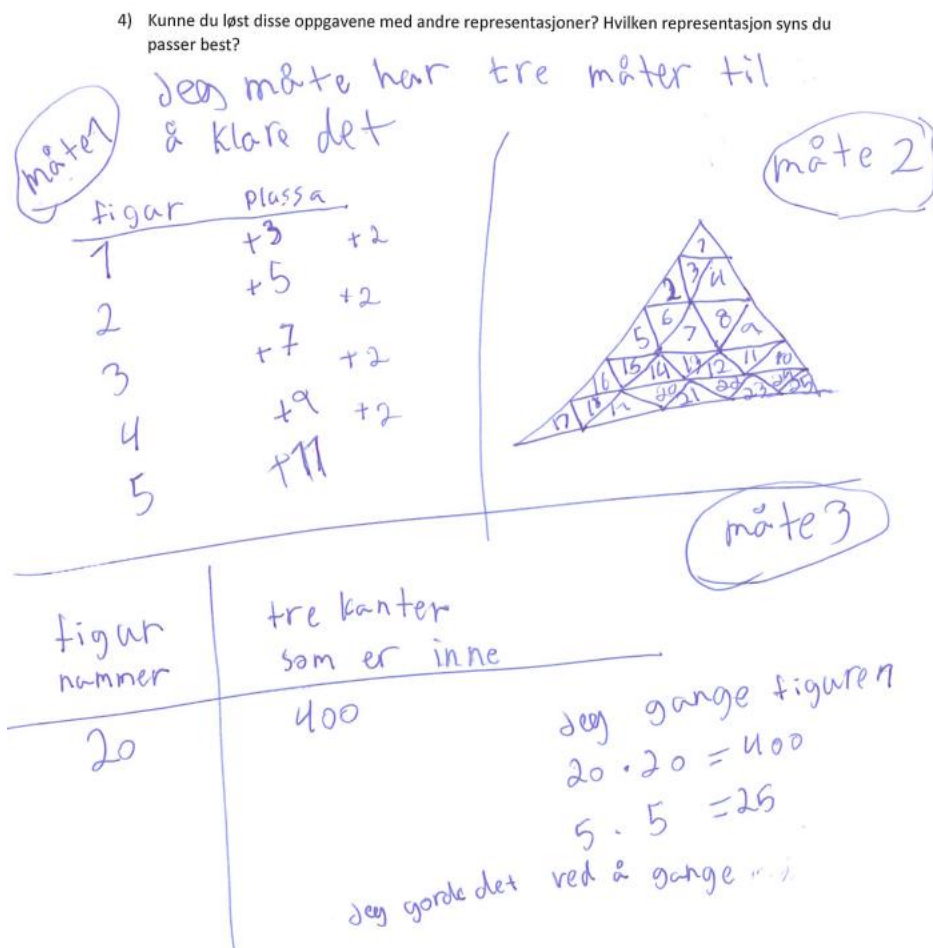 4) Kunne du løst disse oppgavene med andre representasjoner? Hvilken representasjon syns du
passer best?
Jeg måte har tre måter til
å klare det
måte 1
figur plussa
1 +3 +2
2 +5 +2
3 +7 +2
4 +9 +2
5 +11
måte 2
1
2 3 4
5 6 7 8 9
16 15 14 13 12 11 10
17 18 20 21 22 23 25
måte 3
figur
nummer
tre kanter
som er inne
20 400
Jeg gange figuren
20 · 20 = 400
5 · 5 = 25
Jeg gorde det ved å gange